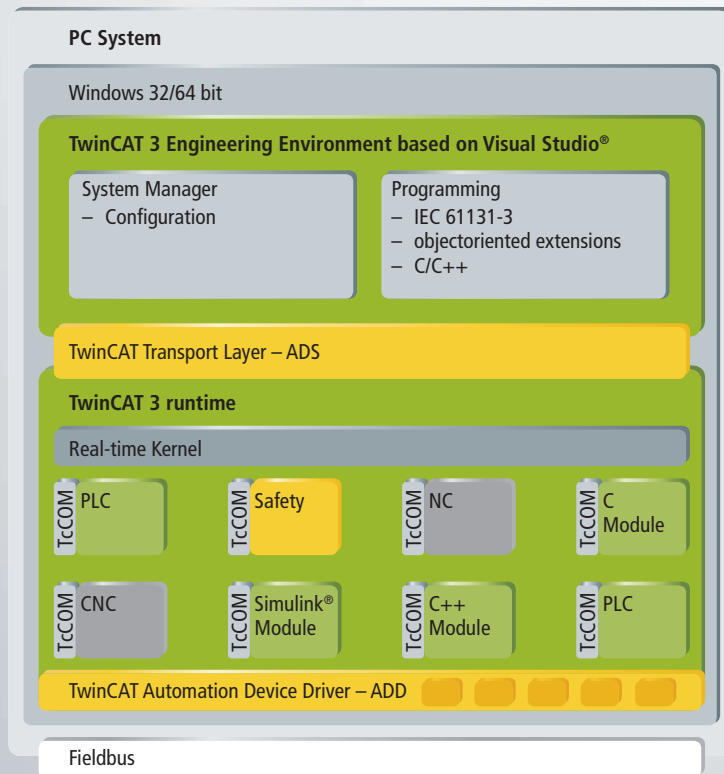 PC System
Windows 32/64 bit
TwinCAT 3 Engineering Environment based on Visual Studio®
System Manager
– Configuration
Programming
– IEC 61131-3
– objectoriented extensions
– C/C++
TwinCAT Transport Layer – ADS
TwinCAT 3 runtime
Real-time Kernel
TcCOM
PLC
TcCOM
Safety
TcCOM
NC
TcCOM
C
Module
TcCOM
CNC
TcCOM
Simulink®
Module
TcCOM
C++
Module
TcCOM
PLC
TwinCAT Automation Device Driver – ADD
Fieldbus